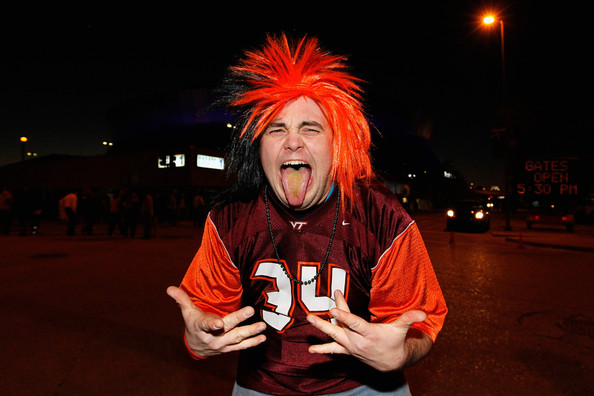 VT
34
GATES
OPEN
5:30 PM